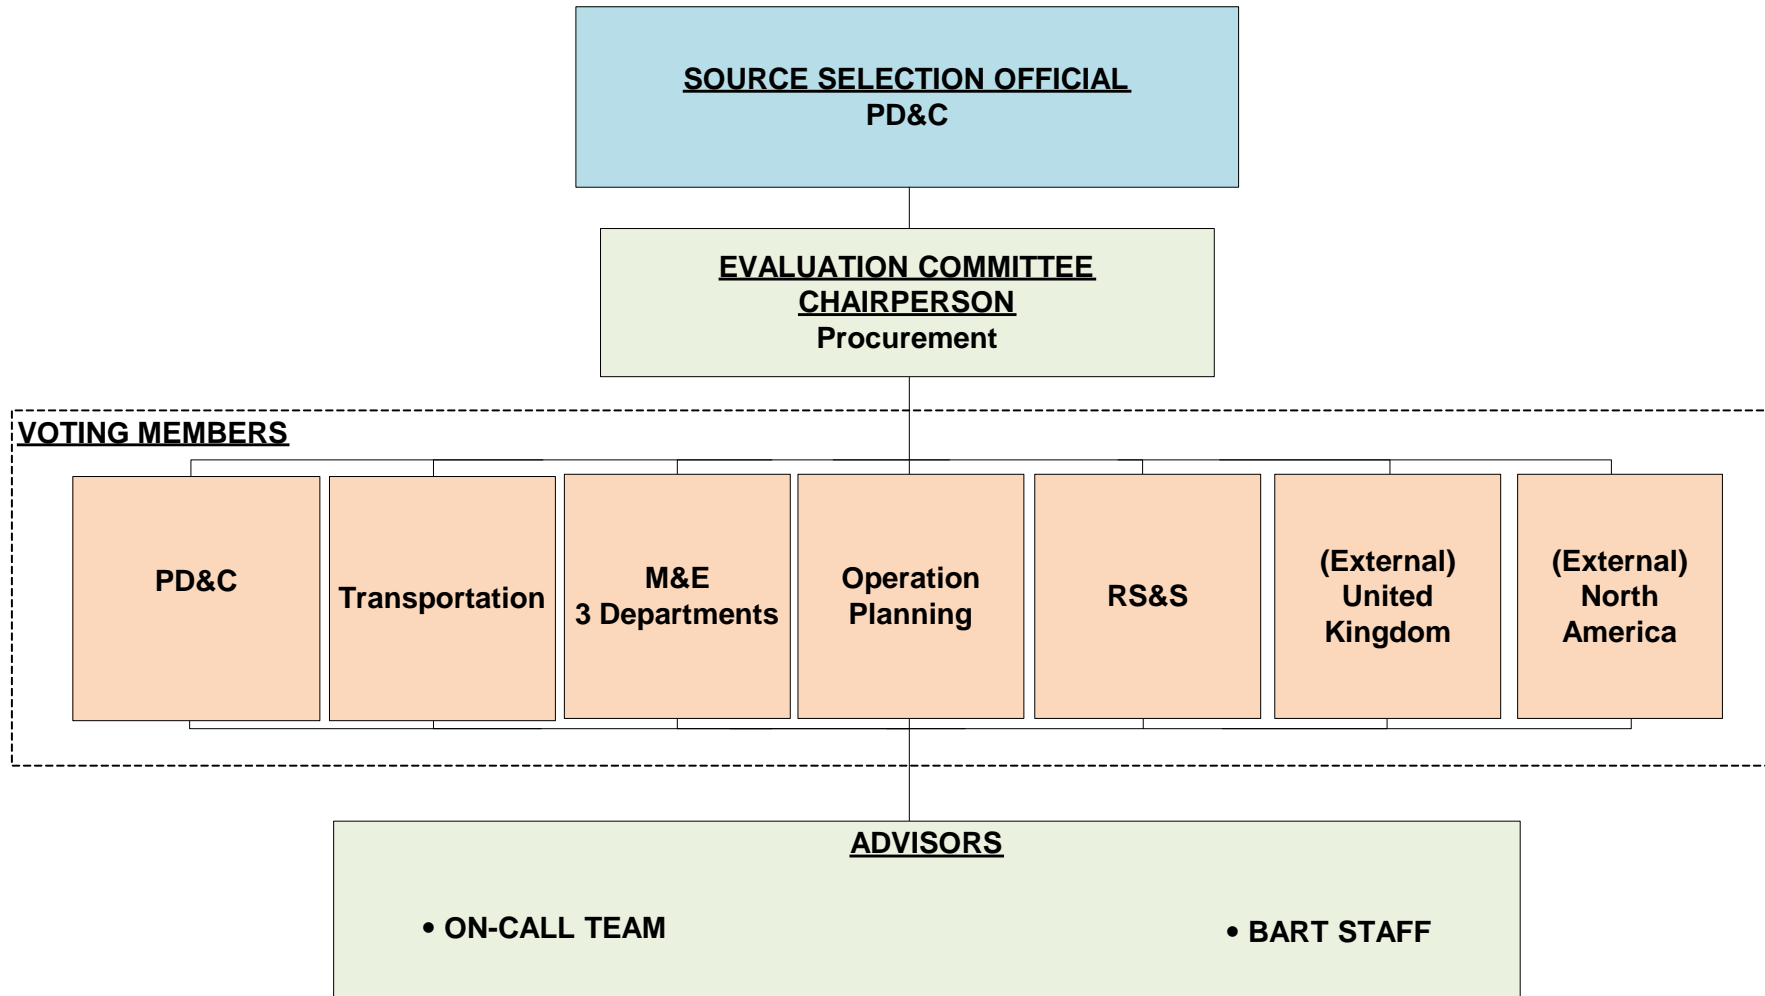 SOURCE SELECTION OFFICIAL
PD&C
EVALUATION COMMITTEE
CHAIRPERSON
Procurement
VOTING MEMBERS
PD&C
Transportation
M&E
3 Departments
Operation
Planning
RS&S
(External)
United
Kingdom
(External)
North
America
ADVISORS
• ON-CALL TEAM
• BART STAFF